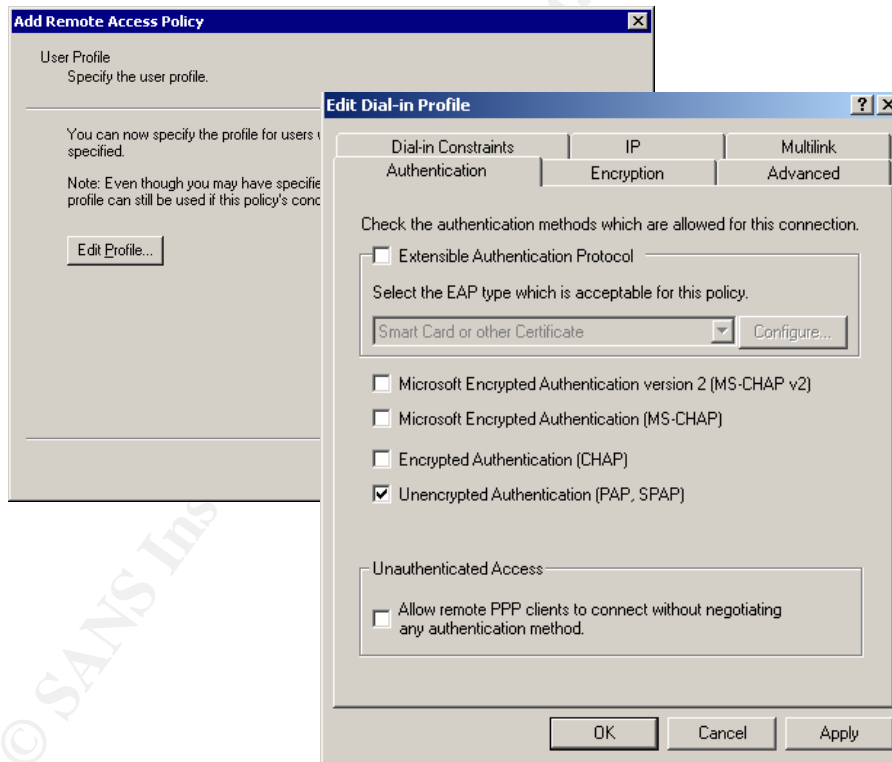 Add Remote Access Policy
User Profile
Specify the user profile.
You can now specify the profile for users
specified.
Note: Even though you may have specifie
profile can still be used if this policy's conc
Edit Profile...
Edit Dial-in Profile
Dial-in Constraints
IP
Multilink
Authentication
Encryption
Advanced
Check the authentication methods which are allowed for this connection.
Extensible Authentication Protocol
Select the EAP type which is acceptable for this policy.
Smart Card or other Certificate
Configure...
Microsoft Encrypted Authentication version 2 (MS-CHAP v2)
Microsoft Encrypted Authentication (MS-CHAP)
Encrypted Authentication (CHAP)
Unencrypted Authentication (PAP, SPAP)
Unauthenticated Access
Allow remote PPP clients to connect without negotiating
any authentication method.
OK
Cancel
Apply
© SANS Ins